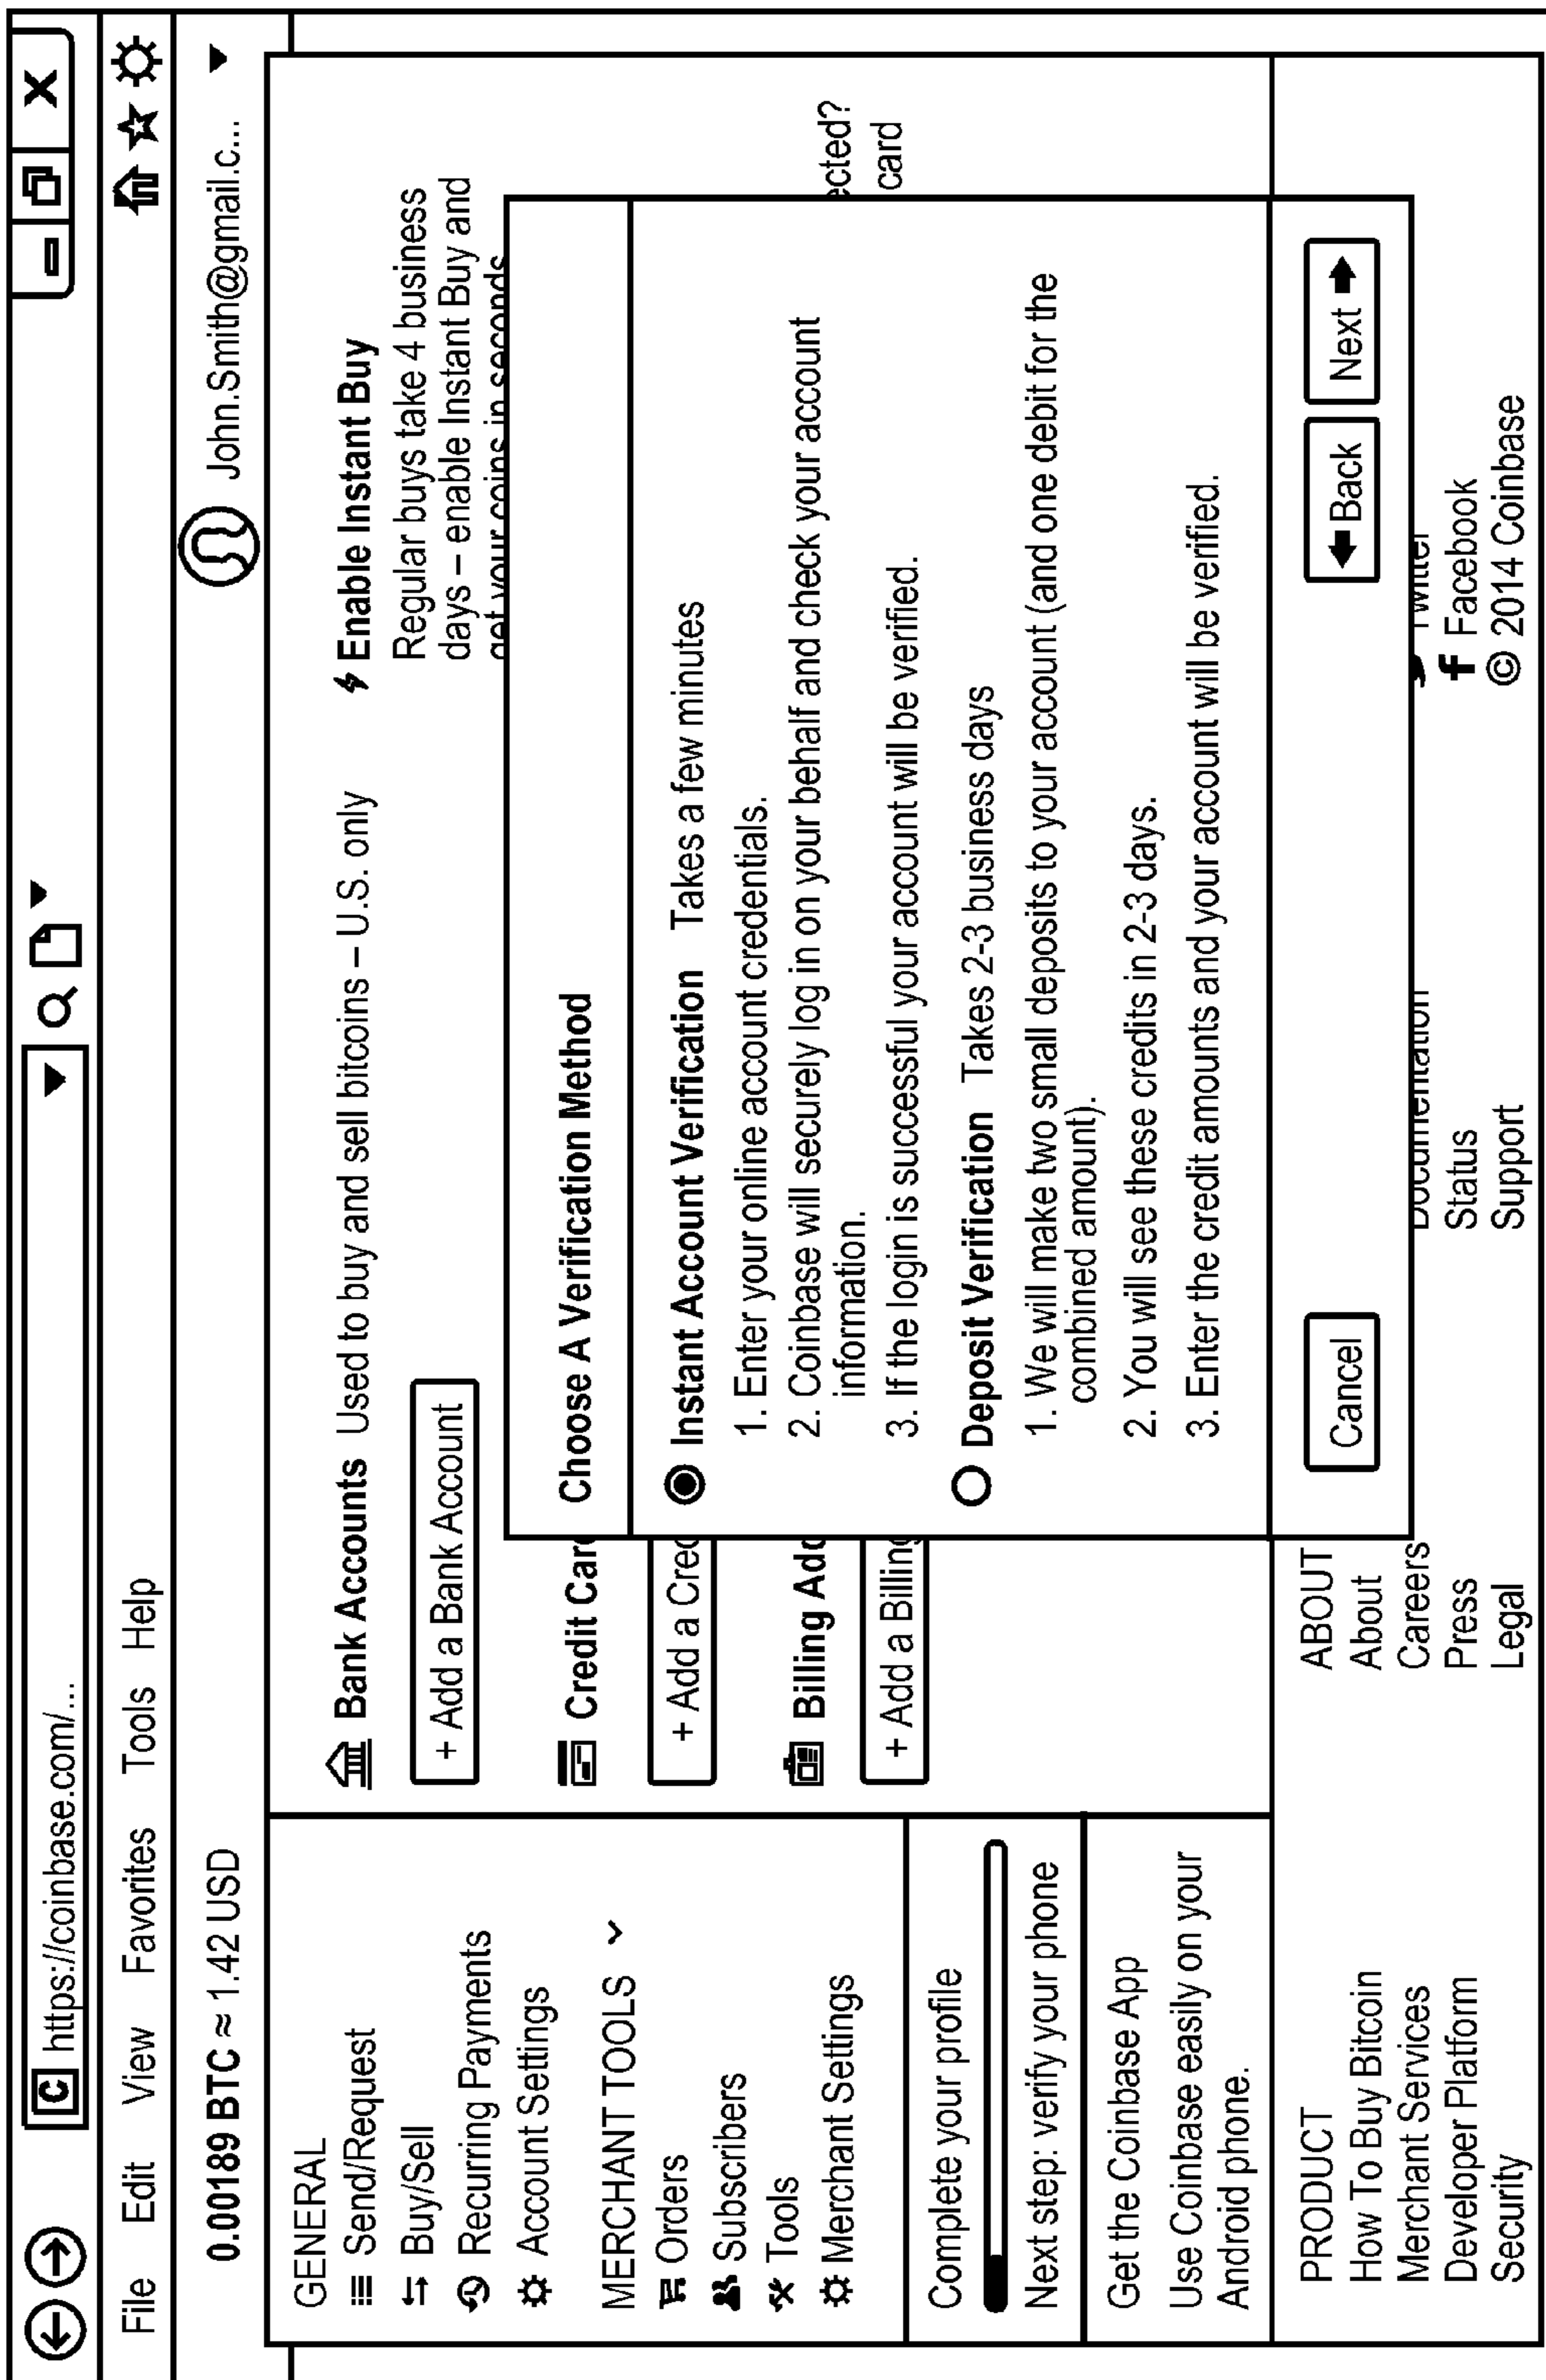 https://coinbase.com/...
X
File Edit View Favorites Tools Help
0.00189 BTC ≈ 1.42 USD
John.Smith@gmail.c...
GENERAL
Send/Request
Buy/Sell
Recurring Payments
Account Settings
MERCHANT TOOLS
Orders
Subscribers
Tools
Merchant Settings
Complete your profile
Next step: verify your phone
Get the Coinbase App
Use Coinbase easily on your
Android phone.
Bank Accounts Used to buy and sell bitcoins – U.S. only
+ Add a Bank Account
Credit Car
+ Add a Cred
Billing Add
+ Add a Billing
Enable Instant Buy
Regular buys take 4 business
days – enable Instant Buy and
get your coins in seconds
ected?
card
Choose A Verification Method
Instant Account Verification Takes a few minutes
1. Enter your online account credentials.
2. Coinbase will securely log in on your behalf and check your account
information.
3. If the login is successful your account will be verified.
Deposit Verification Takes 2-3 business days
1. We will make two small deposits to your account (and one debit for the
combined amount).
2. You will see these credits in 2-3 days.
3. Enter the credit amounts and your account will be verified.
Cancel
Back
Next
PRODUCT
How To Buy Bitcoin
Merchant Services
Developer Platform
Security
ABOUT
About
Careers
Press
Legal
Documentation
Status
Support
Twitter
f Facebook
© 2014 Coinbase